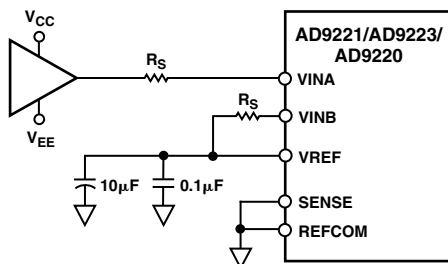 VCC
AD9221/AD9223/
AD9220
RS
VINA
RS
VINB
VEE
VREF
10µF
0.1µF
SENSE
REFCOM